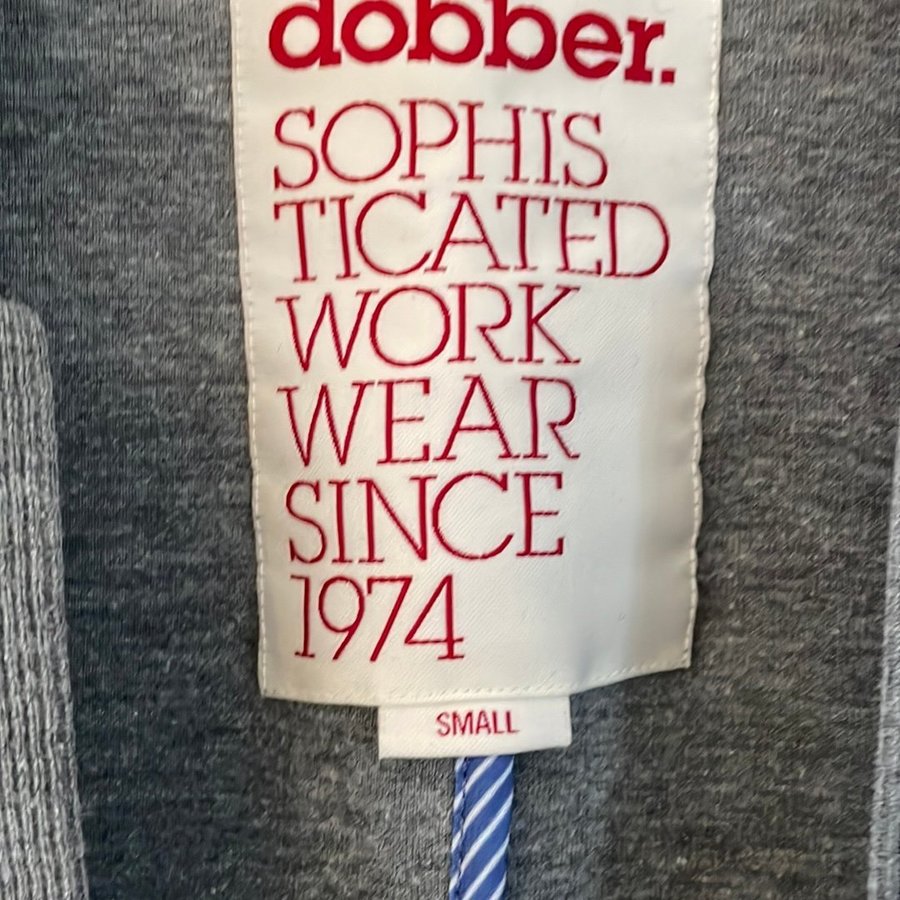 dobber.
SOPHIS
TICATED
WORK
WEAR
SINCE
1974
SMALL